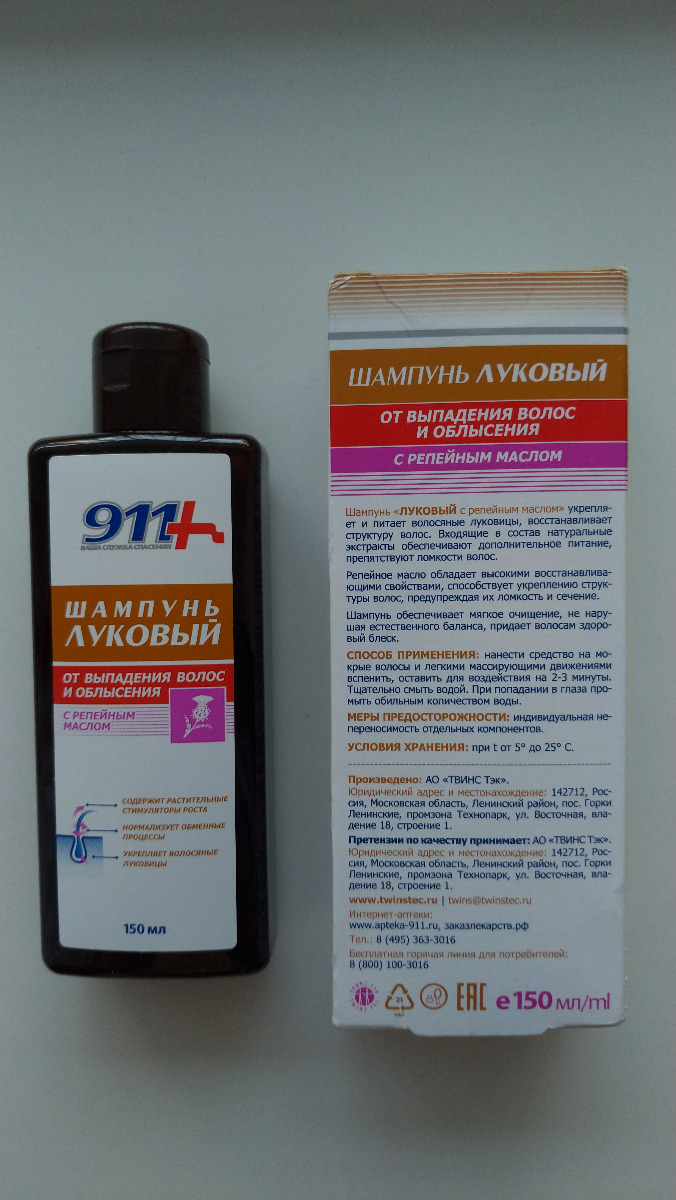 911
ВАША СЛУЖБА СПАСЕНИЯ
ШАМПУНЬ
ЛУКОВЫЙ
ОТ ВЫПАДЕНИЯ ВОЛОС
И ОБЛЫСЕНИЯ
С РЕПЕЙНЫМ
МАСЛОМ
СОДЕРЖИТ РАСТИТЕЛЬНЫЕ
СТИМУЛЯТОРЫ РОСТА
НОРМАЛИЗУЕТ ОБМЕННЫЕ
ПРОЦЕССЫ
УКРЕПЛЯЕТ ВОЛОСЯНЫЕ
ЛУКОВИЦЫ
150 МЛ
ШАМПУНЬ ЛУКОВЫЙ
ОТ ВЫПАДЕНИЯ ВОЛОС
И ОБЛЫСЕНИЯ
С РЕПЕЙНЫМ МАСЛОМ
Шампунь «ЛУКОВЫЙ с репейным маслом» укрепля-
ет и питает волосяные луковицы, восстанавливает
структуру волос. Входящие в состав натуральные
экстракты обеспечивают дополнительное питание,
препятствуют ломкости волос.
Репейное масло обладает высокими восстанавлива-
ющими свойствами, способствует укреплению струк-
туры волос, предупреждая их ломкость и сечение.
Шампунь обеспечивает мягкое очищение, не нару-
шая естественного баланса, придает волосам здоро-
вый блеск.
СПОСОБ ПРИМЕНЕНИЯ: нанести средство на мо-
крые волосы и легкими массирующими движениями
вспенить, оставить для воздействия на 2-3 минуты.
Тщательно смыть водой. При попадании в глаза про-
мыть обильным количеством воды.
МЕРЫ ПРЕДОСТОРОЖНОСТИ: индивидуальная не-
переносимость отдельных компонентов.
УСЛОВИЯ ХРАНЕНИЯ: при t от 5° до 25° С.
Произведено: АО «ТВИНС Тэк».
Юридический адрес и местонахождение: 142712, Рос-
сия, Московская область, Ленинский район, пос. Горки
Ленинские, промзона Технопарк, ул. Восточная, вла-
дение 18, строение 1.
Претензии по качеству принимает: АО «ТВИНС Тэк».
Юридический адрес и местонахождение: 142712, Рос-
сия, Московская область, Ленинский район, пос. Горки
Ленинские, промзона Технопарк, ул. Восточная, вла-
дение 18, строение 1.
www.twinstec.ru | twins@twinstec.ru
Интернет-аптеки:
www.apteka-911.ru, заказлекарств.рф
Тел.: 8 (495) 363-3016
Бесплатная горячая линия для потребителей:
8 (800) 100-3016
21
PAP
EAC
e 150 мл/ml